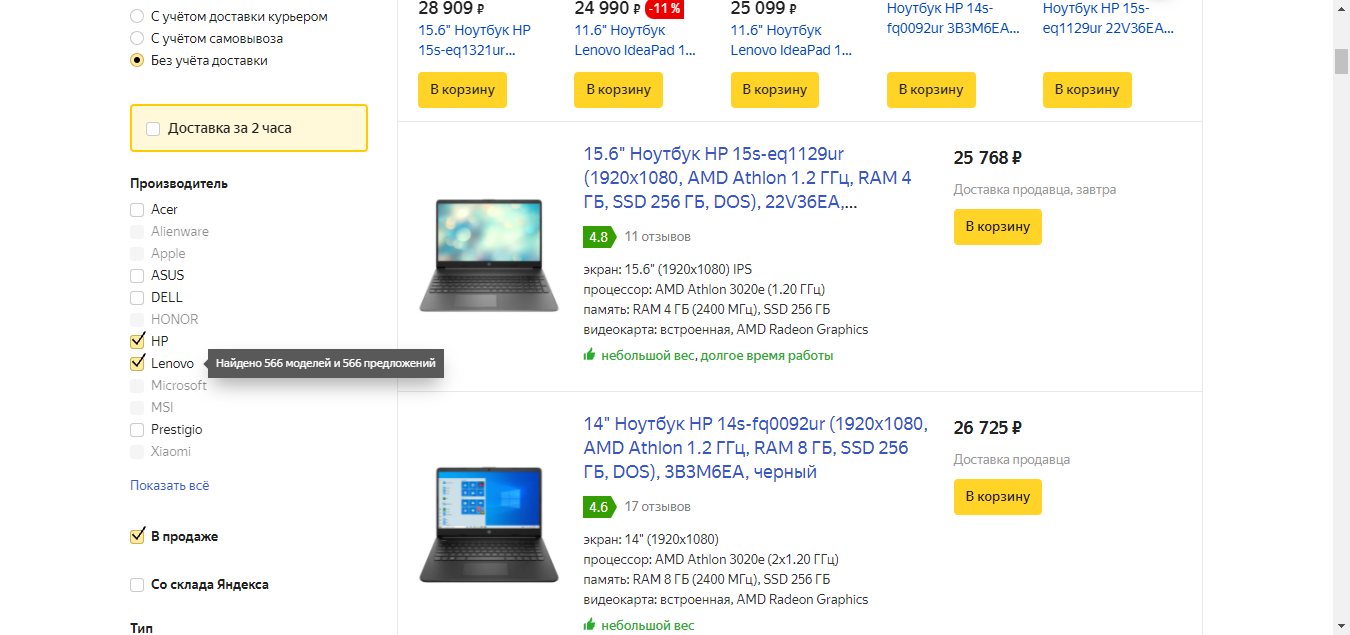 С учётом доставки курьером
С учётом самовывоза
Без учёта доставки
Доставка за 2 часа
Производитель
Acer
Alienware
Apple
ASUS
DELL
HONOR
HP
Lenovo
Найдено 566 моделей и 566 предложений
Microsoft
MSI
Prestigio
Xiaomi
Показать всё
В продаже
Со склада Яндекса
Тип
28 909 ₽
15.6" Ноутбук HP
15s-eq1321ur...
В корзину
24 990 ₽ -11 %
11.6" Ноутбук
Lenovo IdeaPad 1...
В корзину
25 099 ₽
11.6" Ноутбук
Lenovo IdeaPad 1...
В корзину
Ноутбук HP 14s-
fq0092ur 3B3M6EA...
В корзину
Ноутбук HP 15s-
eq1129ur 22V36EA...
В корзину
15.6" Ноутбук HP 15s-eq1129ur
(1920x1080, AMD Athlon 1.2 ГГц, RAM 4
ГБ, SSD 256 ГБ, DOS), 22V36EA,...
4.8 11 отзывов
экран: 15.6" (1920x1080) IPS
процессор: AMD Athlon 3020e (1.20 ГГц)
память: RAM 4 ГБ (2400 МГц), SSD 256 ГБ
видеокарта: встроенная, AMD Radeon Graphics
небольшой вес, долгое время работы
25 768 ₽
Доставка продавца, завтра
В корзину
14" Ноутбук HP 14s-fq0092ur (1920x1080,
AMD Athlon 1.2 ГГц, RAM 8 ГБ, SSD 256
ГБ, DOS), 3B3M6EA, черный
4.6 17 отзывов
экран: 14" (1920x1080)
процессор: AMD Athlon 3020e (2x1.20 ГГц)
память: RAM 8 ГБ (2400 МГц), SSD 256 ГБ
видеокарта: встроенная, AMD Radeon Graphics
небольшой вес
26 725 ₽
Доставка продавца
В корзину